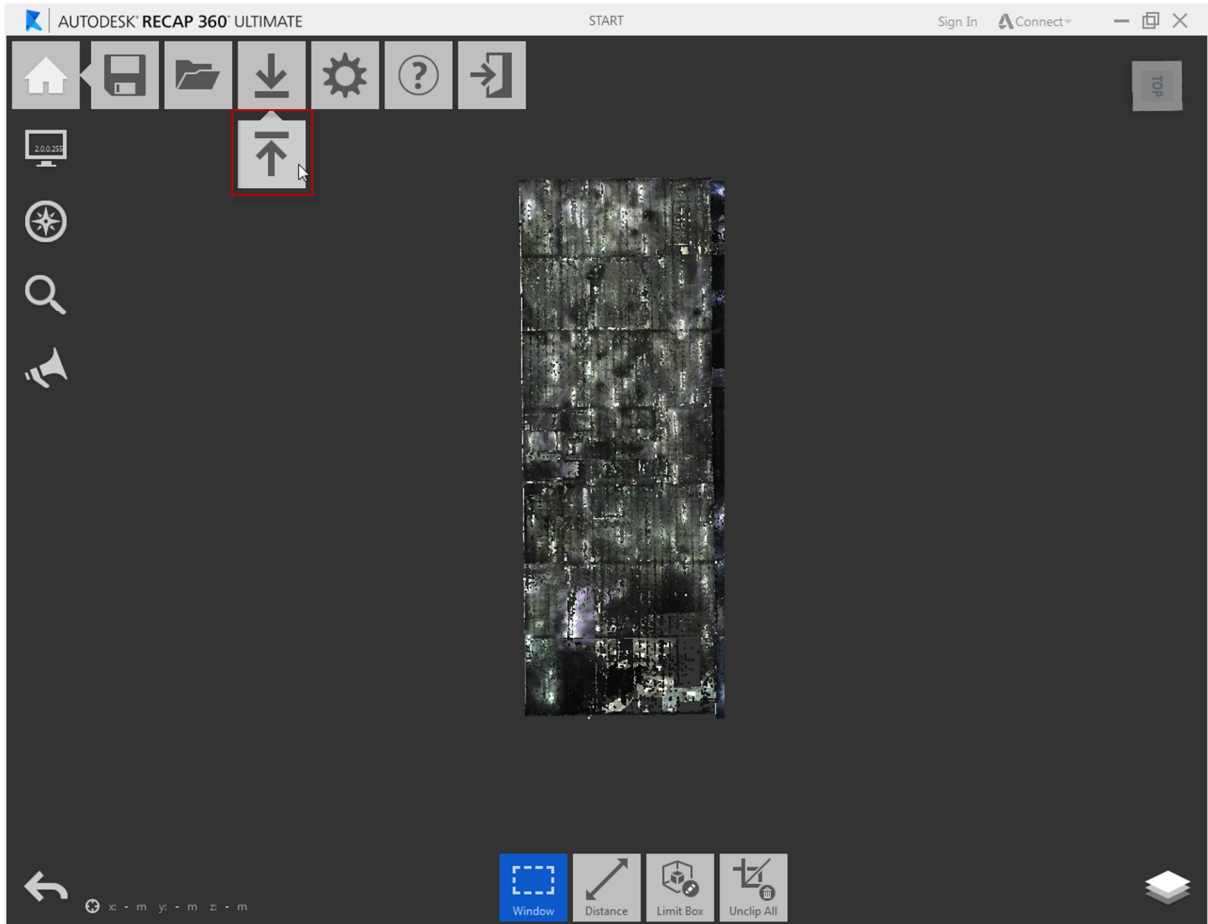 AUTODESK® RECAP 360™ ULTIMATE
START
Sign In
Connect
TOP
2.0.0.255
x: - m y: - m z: - m
Window
Distance
Limit Box
Unclip All